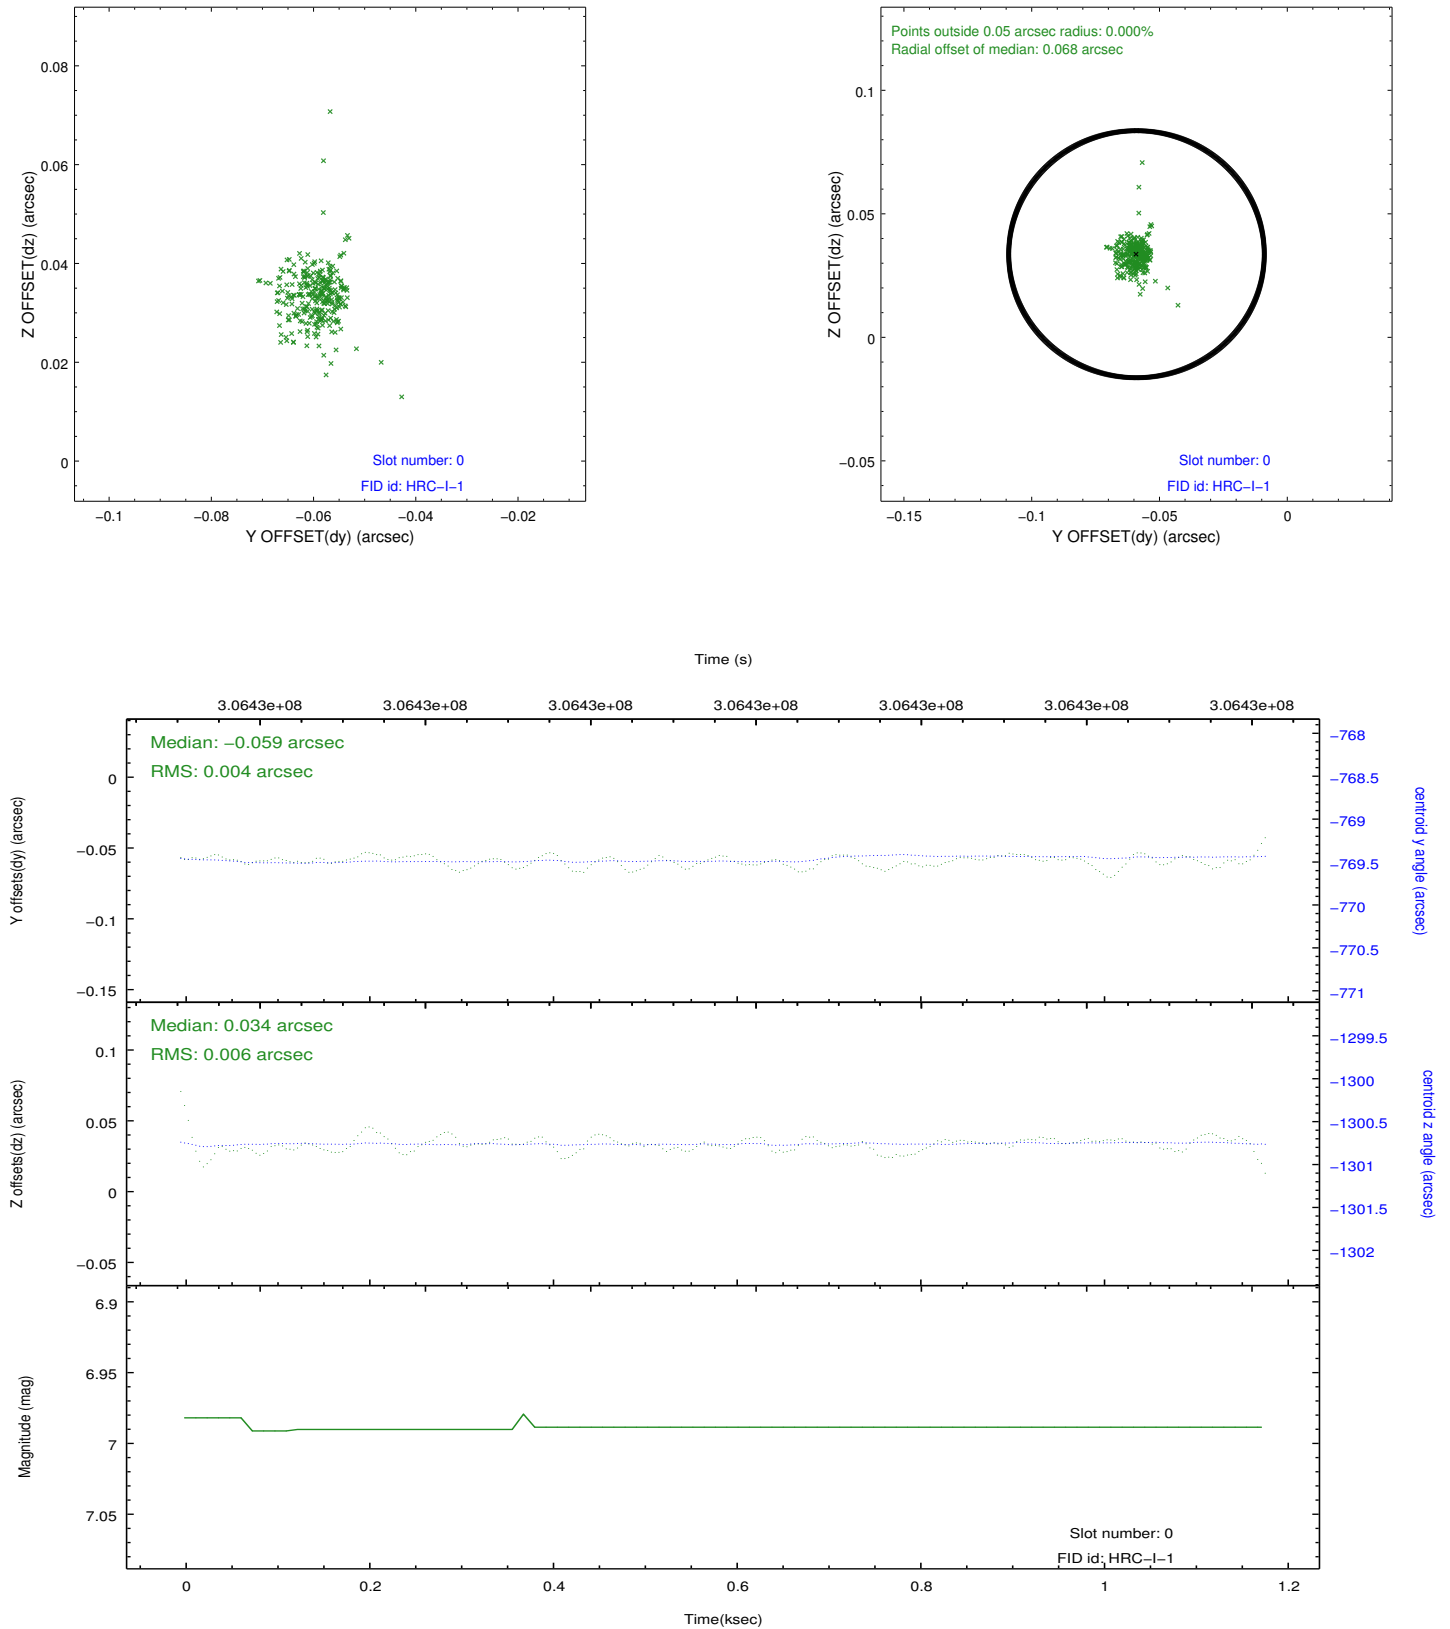 0.08
0.06
0.04
0.02
0
Z OFFSET(dz) (arcsec)
Slot number: 0
FID id: HRC−I−1
−0.1
−0.08
−0.06
−0.04
−0.02
Y OFFSET(dy) (arcsec)
Points outside 0.05 arcsec radius: 0.000%
Radial offset of median: 0.068 arcsec
0.1
0.05
0
−0.05
Z OFFSET(dz) (arcsec)
Slot number: 0
FID id: HRC−I−1
−0.15
−0.1
−0.05
0
Y OFFSET(dy) (arcsec)
Time (s)
3.0643e+08
3.0643e+08
3.0643e+08
3.0643e+08
3.0643e+08
3.0643e+08
3.0643e+08
Median: −0.059 arcsec
RMS: 0.004 arcsec
0
−0.05
−0.1
−0.15
Y offsets(dy) (arcsec)
−768
−768.5
−769
−769.5
−770
−770.5
−771
centroid y angle (arcsec)
Median: 0.034 arcsec
RMS: 0.006 arcsec
0.1
0.05
0
−0.05
Z offsets(dz) (arcsec)
−1299.5
−1300
−1300.5
−1301
−1301.5
−1302
centroid z angle (arcsec)
6.9
6.95
7
7.05
Magnitude (mag)
Slot number: 0
FID id: HRC−I−1
0
0.2
0.4
0.6
0.8
1
1.2
Time(ksec)